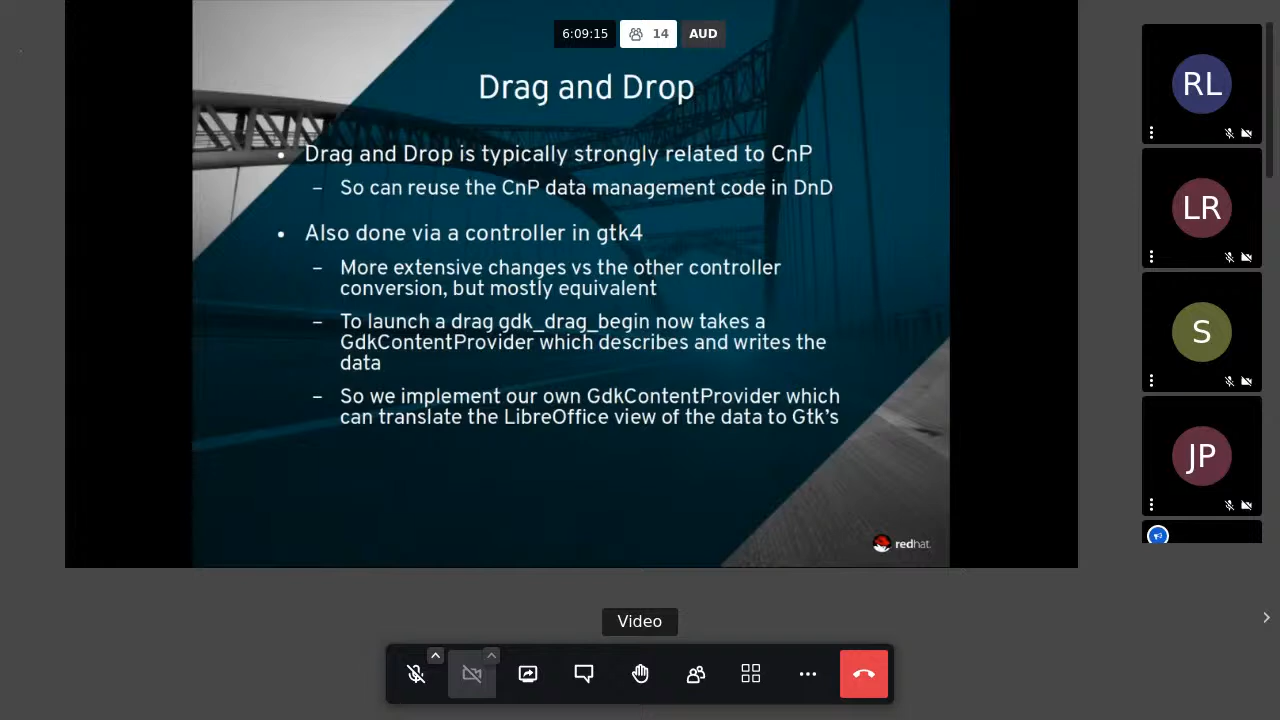 6:09:15 14 AUD
Drag and Drop
• Drag and Drop is typically strongly related to CnP
– So can reuse the CnP data management code in DnD
• Also done via a controller in gtk4
– More extensive changes vs the other controller
conversion, but mostly equivalent
– To launch a drag gdk_drag_begin now takes a
GdkContentProvider which describes and writes the
data
– So we implement our own GdkContentProvider which
can translate the LibreOffice view of the data to Gtk’s
redhat.
RL
LR
S
JP
Video